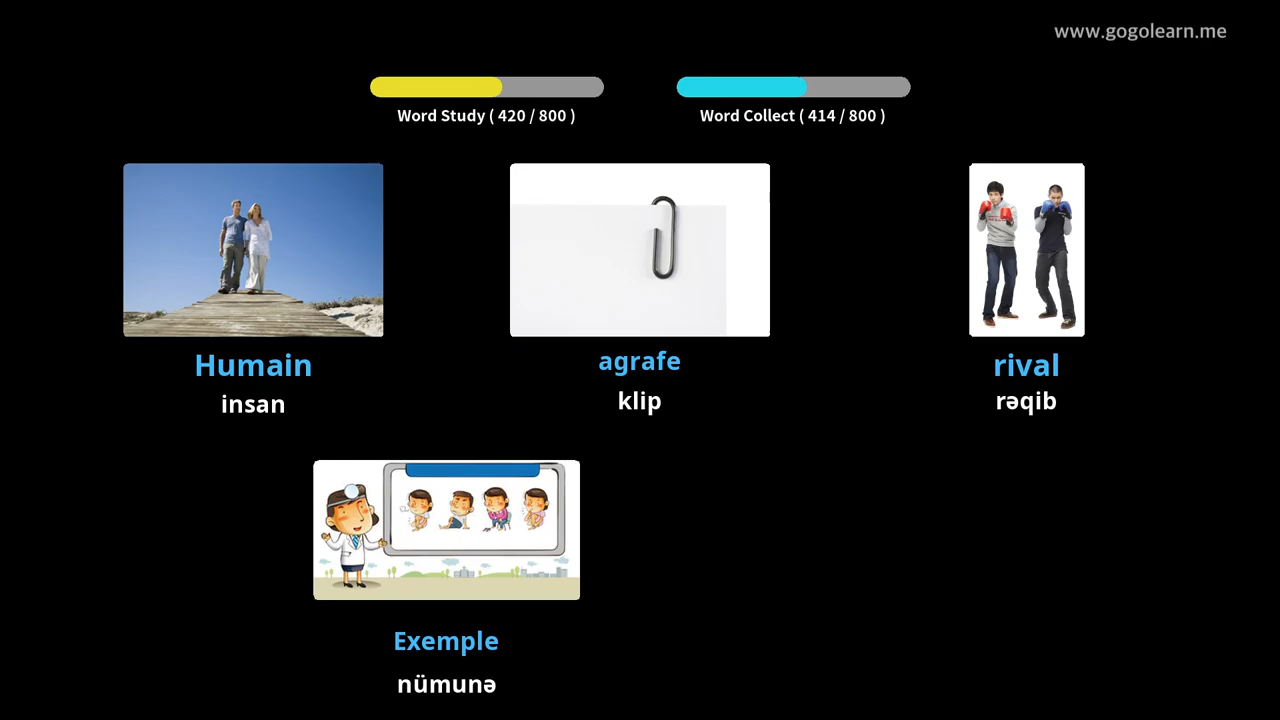 www.gogolearn.me
Word Study ( 420 / 800 )
Word Collect ( 414 / 800 )
Humain
insan
agrafe
klip
rival
rəqib
Exemple
nümunə